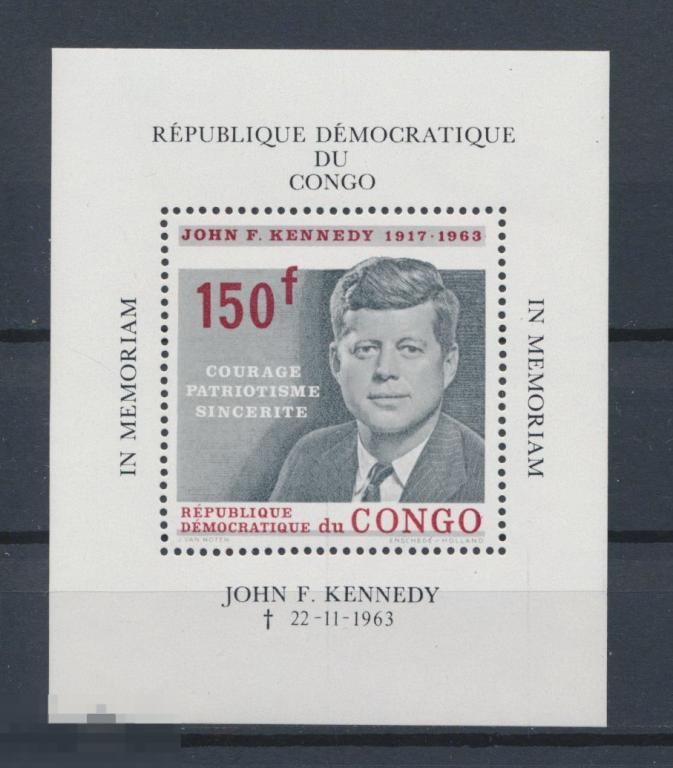 RÉPUBLIQUE DÉMOCRATIQUE
DU
CONGO
JOHN F. KENNEDY 1917·1963
150f
COURAGE
PATRIOTISME
SINCERITE
RÉPUBLIQUE
DÉMOCRATIQUE du CONGO
J. VAN NOTEN
ENSCHEDÉ-HOLLAND
IN MEMORIAM
IN MEMORIAM
JOHN F. KENNEDY
† 22-11-1963